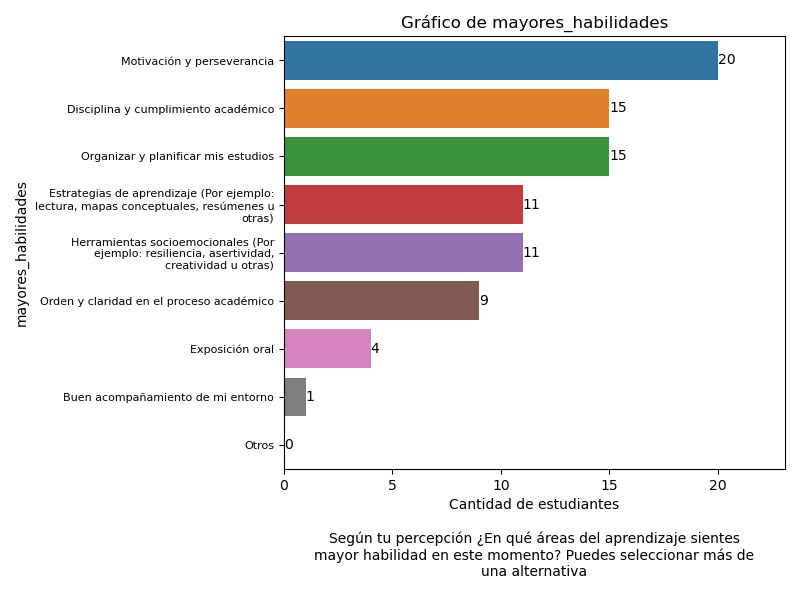 Gráfico de mayores_habilidades
Motivación y perseverancia
20
Disciplina y cumplimiento académico
15
Organizar y planificar mis estudios
15
Estrategias de aprendizaje (Por ejemplo:
lectura, mapas conceptuales, resúmenes u
otras)
11
Herramientas socioemocionales (Por
ejemplo: resiliencia, asertividad,
creatividad u otras)
11
Orden y claridad en el proceso académico
9
Exposición oral
4
Buen acompañamiento de mi entorno
1
Otros
0
mayores_habilidades
0 5 10 15 20
Cantidad de estudiantes
Según tu percepción ¿En qué áreas del aprendizaje sientes
mayor habilidad en este momento? Puedes seleccionar más de
una alternativa